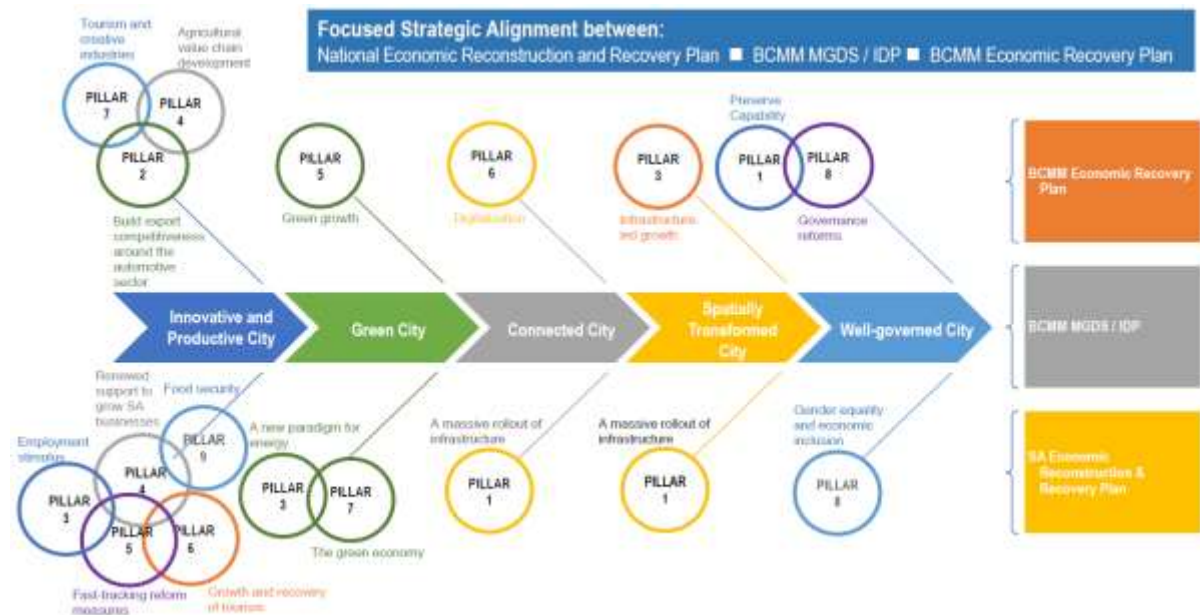 Focused Strategic Alignment between:
National Economic Reconstruction and Recovery Plan ■ BCMM MGDS / IDP ■ BCMM Economic Recovery Plan
Tourism and
creative
industries
Agricultural
value chain
development
PILLAR
7
PILLAR
4
PILLAR
2
Build export
competitiveness
around the
automotive
sector
PILLAR
5
Green growth
PILLAR
6
Digitalisation
PILLAR
3
Infrastructure
led growth
Preserve
Capability
PILLAR
1
PILLAR
8
Governance
reforms
BCMM Economic Recovery
Plan
Innovative and
Productive City
Green City
Connected City
Spatially
Transformed
City
Well-governed City
BCMM MGDS / IDP
Renewed
support to
grow SA
businesses
Food security
Employment
stimulus
PILLAR
9
PILLAR
4
PILLAR
PILLAR
5
PILLAR
6
Fast-tracking reform
measures
Growth and recovery
of tourism
A new paradigm for
energy
PILLAR
3
PILLAR
7
The green economy
A massive rollout of
infrastructure
PILLAR
1
A massive rollout of
infrastructure
PILLAR
1
Gender equality
and economic
inclusion
PILLAR
8
SA Economic
Reconstruction &
Recovery Plan